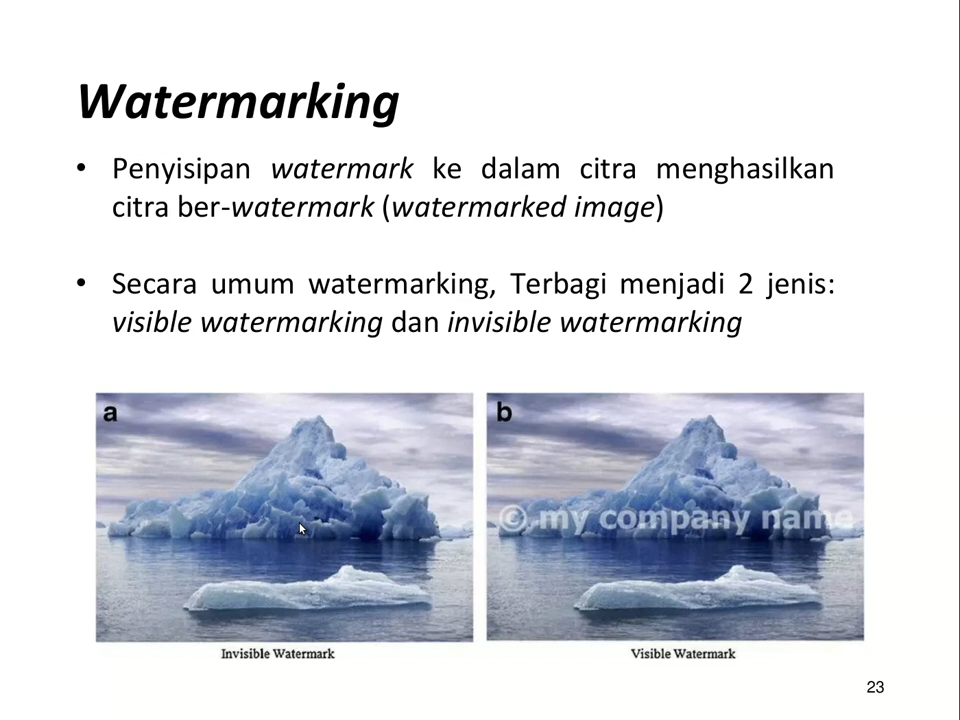 Watermarking
• Penyisipan watermark ke dalam citra menghasilkan
citra ber-watermark (watermarked image)
• Secara umum watermarking, Terbagi menjadi 2 jenis:
visible watermarking dan invisible watermarking
a
b
© my company name
Invisible Watermark
Visible Watermark
23